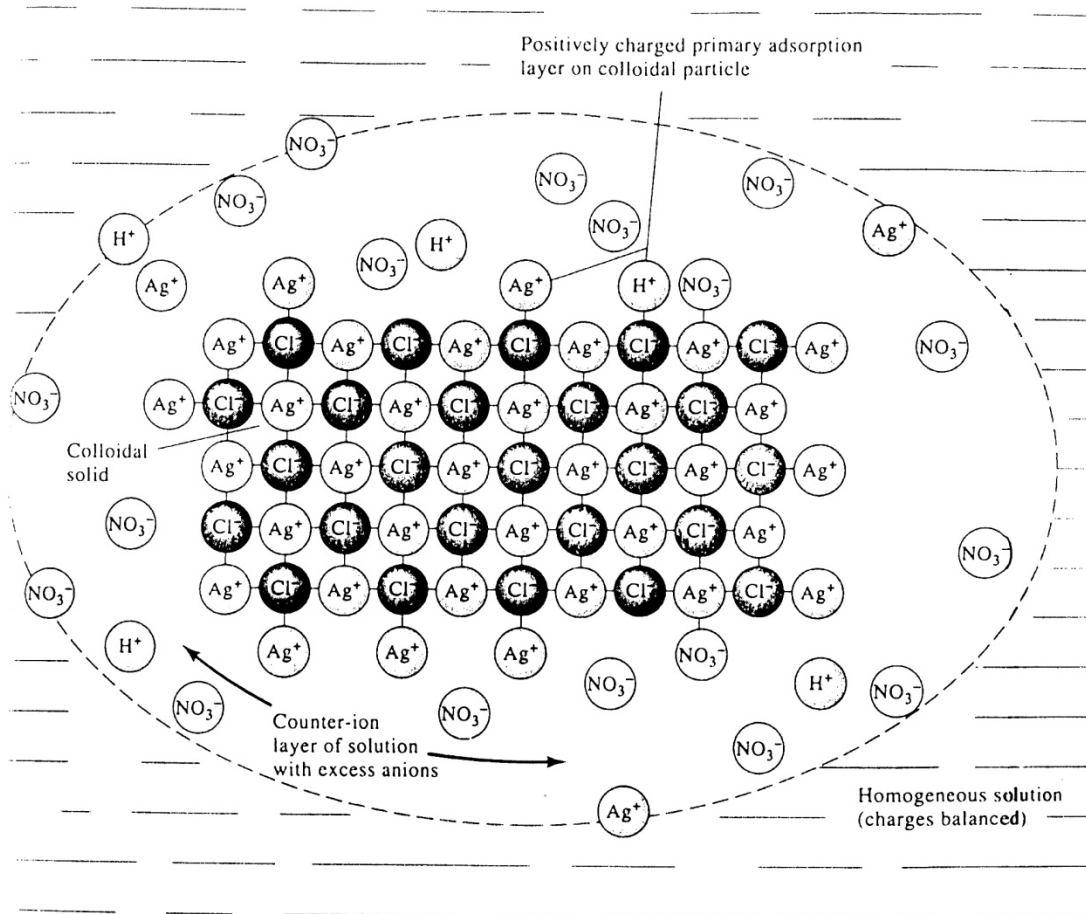 Positively charged primary adsorption
layer on colloidal particle
NO₃⁻
NO₃⁻ NO₃⁻
NO₃⁻ NO₃⁻
H⁺ H⁺ Ag⁺
NO₃⁻
Ag⁺ Ag⁺ Ag⁺ H⁺ NO₃⁻
Ag⁺ Cl⁻ Ag⁺ Cl⁻ Ag⁺ Cl⁻ Ag⁺ Cl⁻ Ag⁺ Cl⁻ Ag⁺ NO₃⁻
NO₃⁻ Ag⁺ Cl⁻ Ag⁺ Cl⁻ Ag⁺ Cl⁻ Ag⁺ Cl⁻ Ag⁺ Cl⁻ Ag⁺
Colloidal
solid
Ag⁺ Cl⁻ Ag⁺ Cl⁻ Ag⁺ Cl⁻ Ag⁺ Cl⁻ Ag⁺ Cl⁻ Ag⁺
NO₃⁻ Cl⁻ Ag⁺ Cl⁻ Ag⁺ Cl⁻ Ag⁺ Cl⁻ Ag⁺ Cl⁻ Ag⁺ NO₃⁻
NO₃⁻ Ag⁺ Cl⁻ Ag⁺ Cl⁻ Ag⁺ Cl⁻ Ag⁺ Cl⁻ Ag⁺ Cl⁻ Ag⁺
H⁺ Ag⁺ Ag⁺ Ag⁺ NO₃⁻
NO₃⁻ H⁺ NO₃⁻
NO₃⁻ NO₃⁻
Counter-ion
layer of solution
with excess anions
NO₃⁻
Ag⁺
Homogeneous solution
(charges balanced)